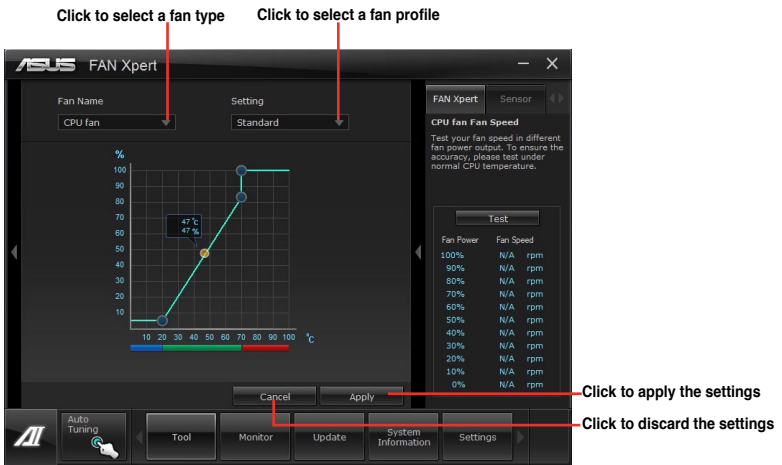 Click to select a fan type
Click to select a fan profile
ASUS FAN Xpert
Fan Name
Setting
CPU fan
Standard
%
100
90
80
70
60
50
40
30
20
10
47 °C
47 %
10 20 30 40 50 60 70 80 90 100 °C
Cancel
Apply
FAN Xpert
Sensor
CPU fan Fan Speed
Test your fan speed in different
fan power output. To ensure the
accuracy, please test under
normal CPU temperature.
Test
Fan Power Fan Speed
100% N/A rpm
90% N/A rpm
80% N/A rpm
70% N/A rpm
60% N/A rpm
50% N/A rpm
40% N/A rpm
30% N/A rpm
20% N/A rpm
10% N/A rpm
0% N/A rpm
Click to apply the settings
Click to discard the settings
AI
Auto
Tuning
Tool
Monitor
Update
System
Information
Settings